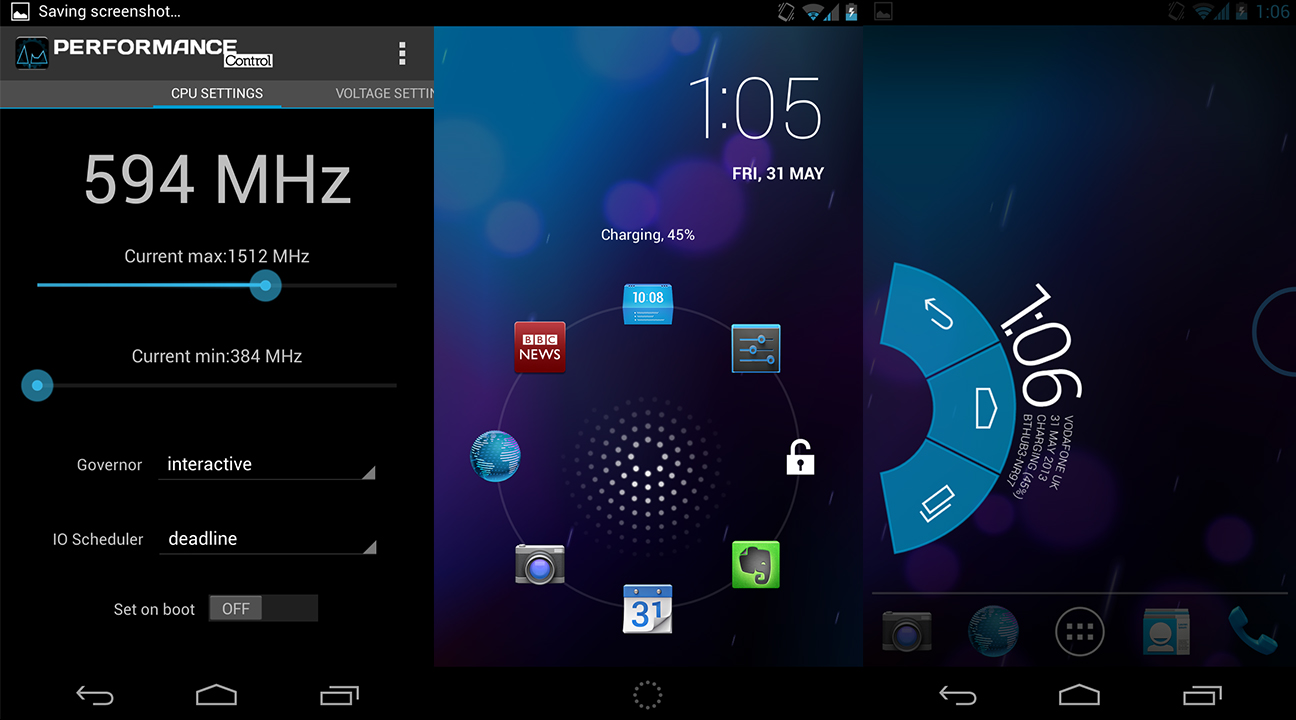 Saving screenshot...
PERFORMANCE
Control
CPU SETTINGS
VOLTAGE SETTIN
594 MHz
Current max:1512 MHz
Current min:384 MHz
Governor
interactive
IO Scheduler
deadline
Set on boot
OFF
1:05
FRI, 31 MAY
Charging, 45%
10:08
BBC
NEWS
31
1:06
1:06
VODAFONE UK
31 MAY 2013
CHARGING (45%)
BTHUB3-NR97